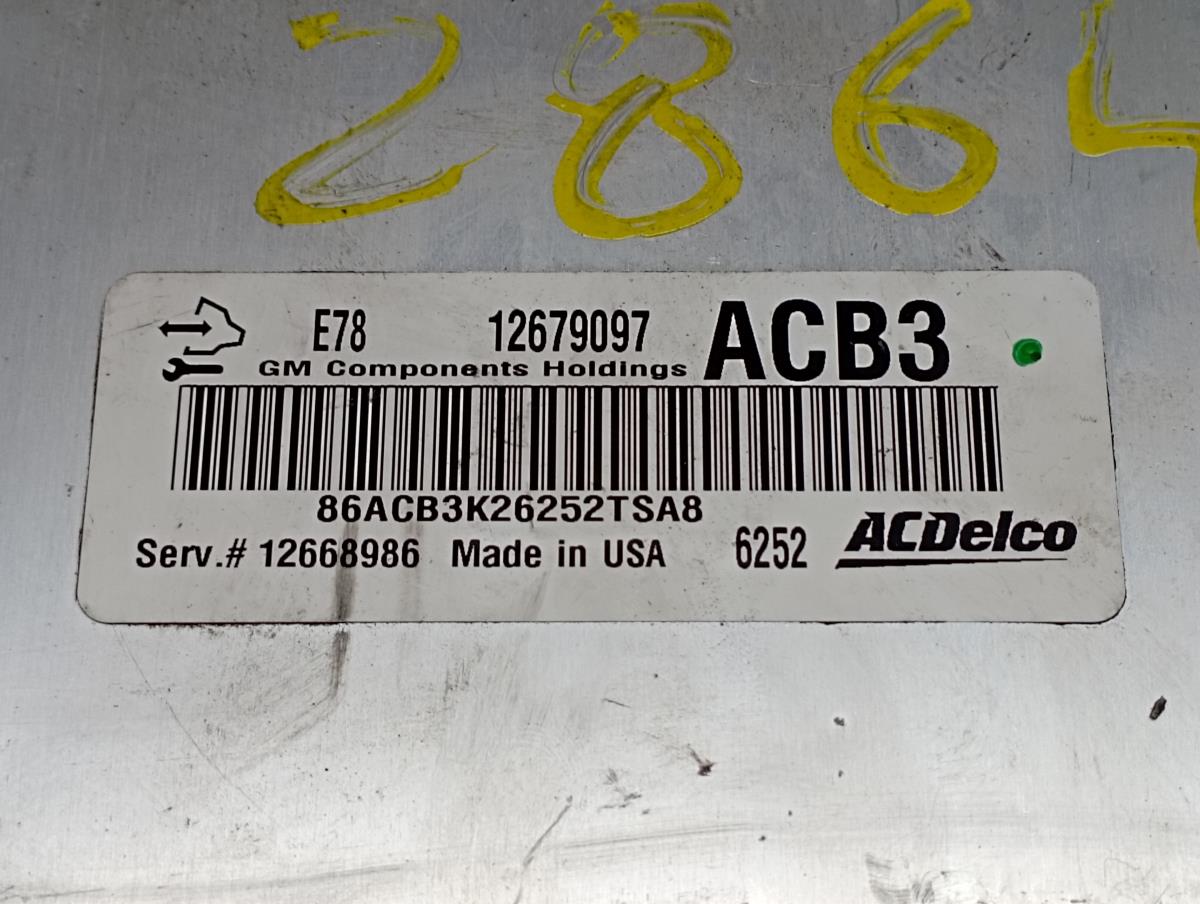 2864
E78 12679097 ACB3
GM Components Holdings
86ACB3K26252TSA8
Serv.# 12668986 Made in USA 6252 ACDelco